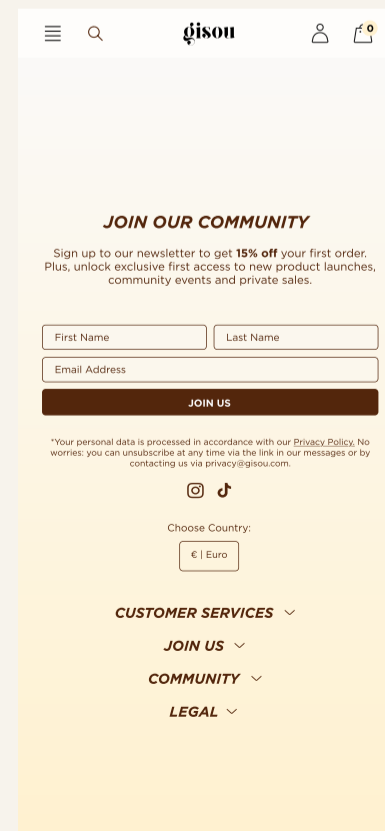 gisou
0
JOIN OUR COMMUNITY
Sign up to our newsletter to get 15% off your first order.
Plus, unlock exclusive first access to new product launches,
community events and private sales.
First Name
Last Name
Email Address
JOIN US
*Your personal data is processed in accordance with our Privacy Policy. No
worries: you can unsubscribe at any time via the link in our messages or by
contacting us via privacy@gisou.com.
Choose Country:
€ | Euro
CUSTOMER SERVICES
JOIN US
COMMUNITY
LEGAL